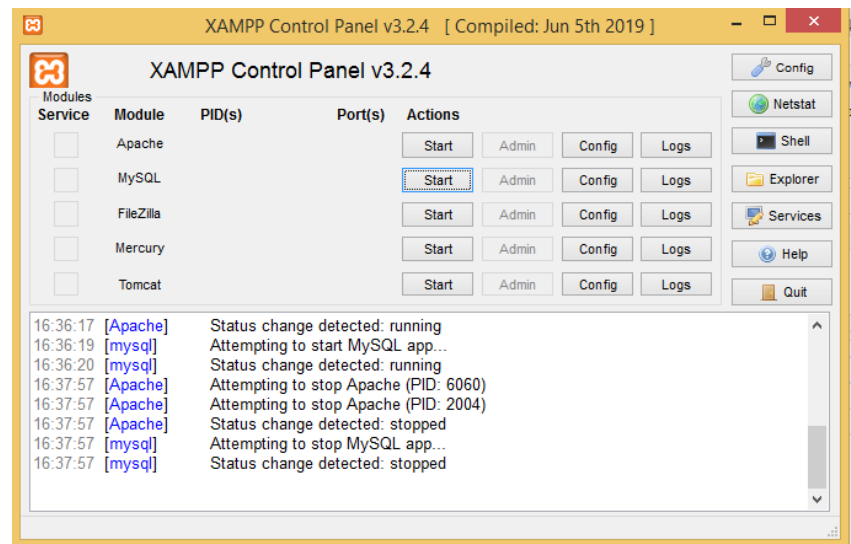 XAMPP Control Panel v3.2.4 [ Compiled: Jun 5th 2019 ]
XAMPP Control Panel v3.2.4
Config
Modules
Service Module PID(s) Port(s) Actions
Netstat
Apache Start Admin Config Logs
Shell
MySQL Start Admin Config Logs
Explorer
FileZilla Start Admin Config Logs
Services
Mercury Start Admin Config Logs
Help
Tomcat Start Admin Config Logs
Quit
16:36:17 [Apache] Status change detected: running
16:36:19 [mysql] Attempting to start MySQL app...
16:36:20 [mysql] Status change detected: running
16:37:57 [Apache] Attempting to stop Apache (PID: 6060)
16:37:57 [Apache] Attempting to stop Apache (PID: 2004)
16:37:57 [Apache] Status change detected: stopped
16:37:57 [mysql] Attempting to stop MySQL app...
16:37:57 [mysql] Status change detected: stopped